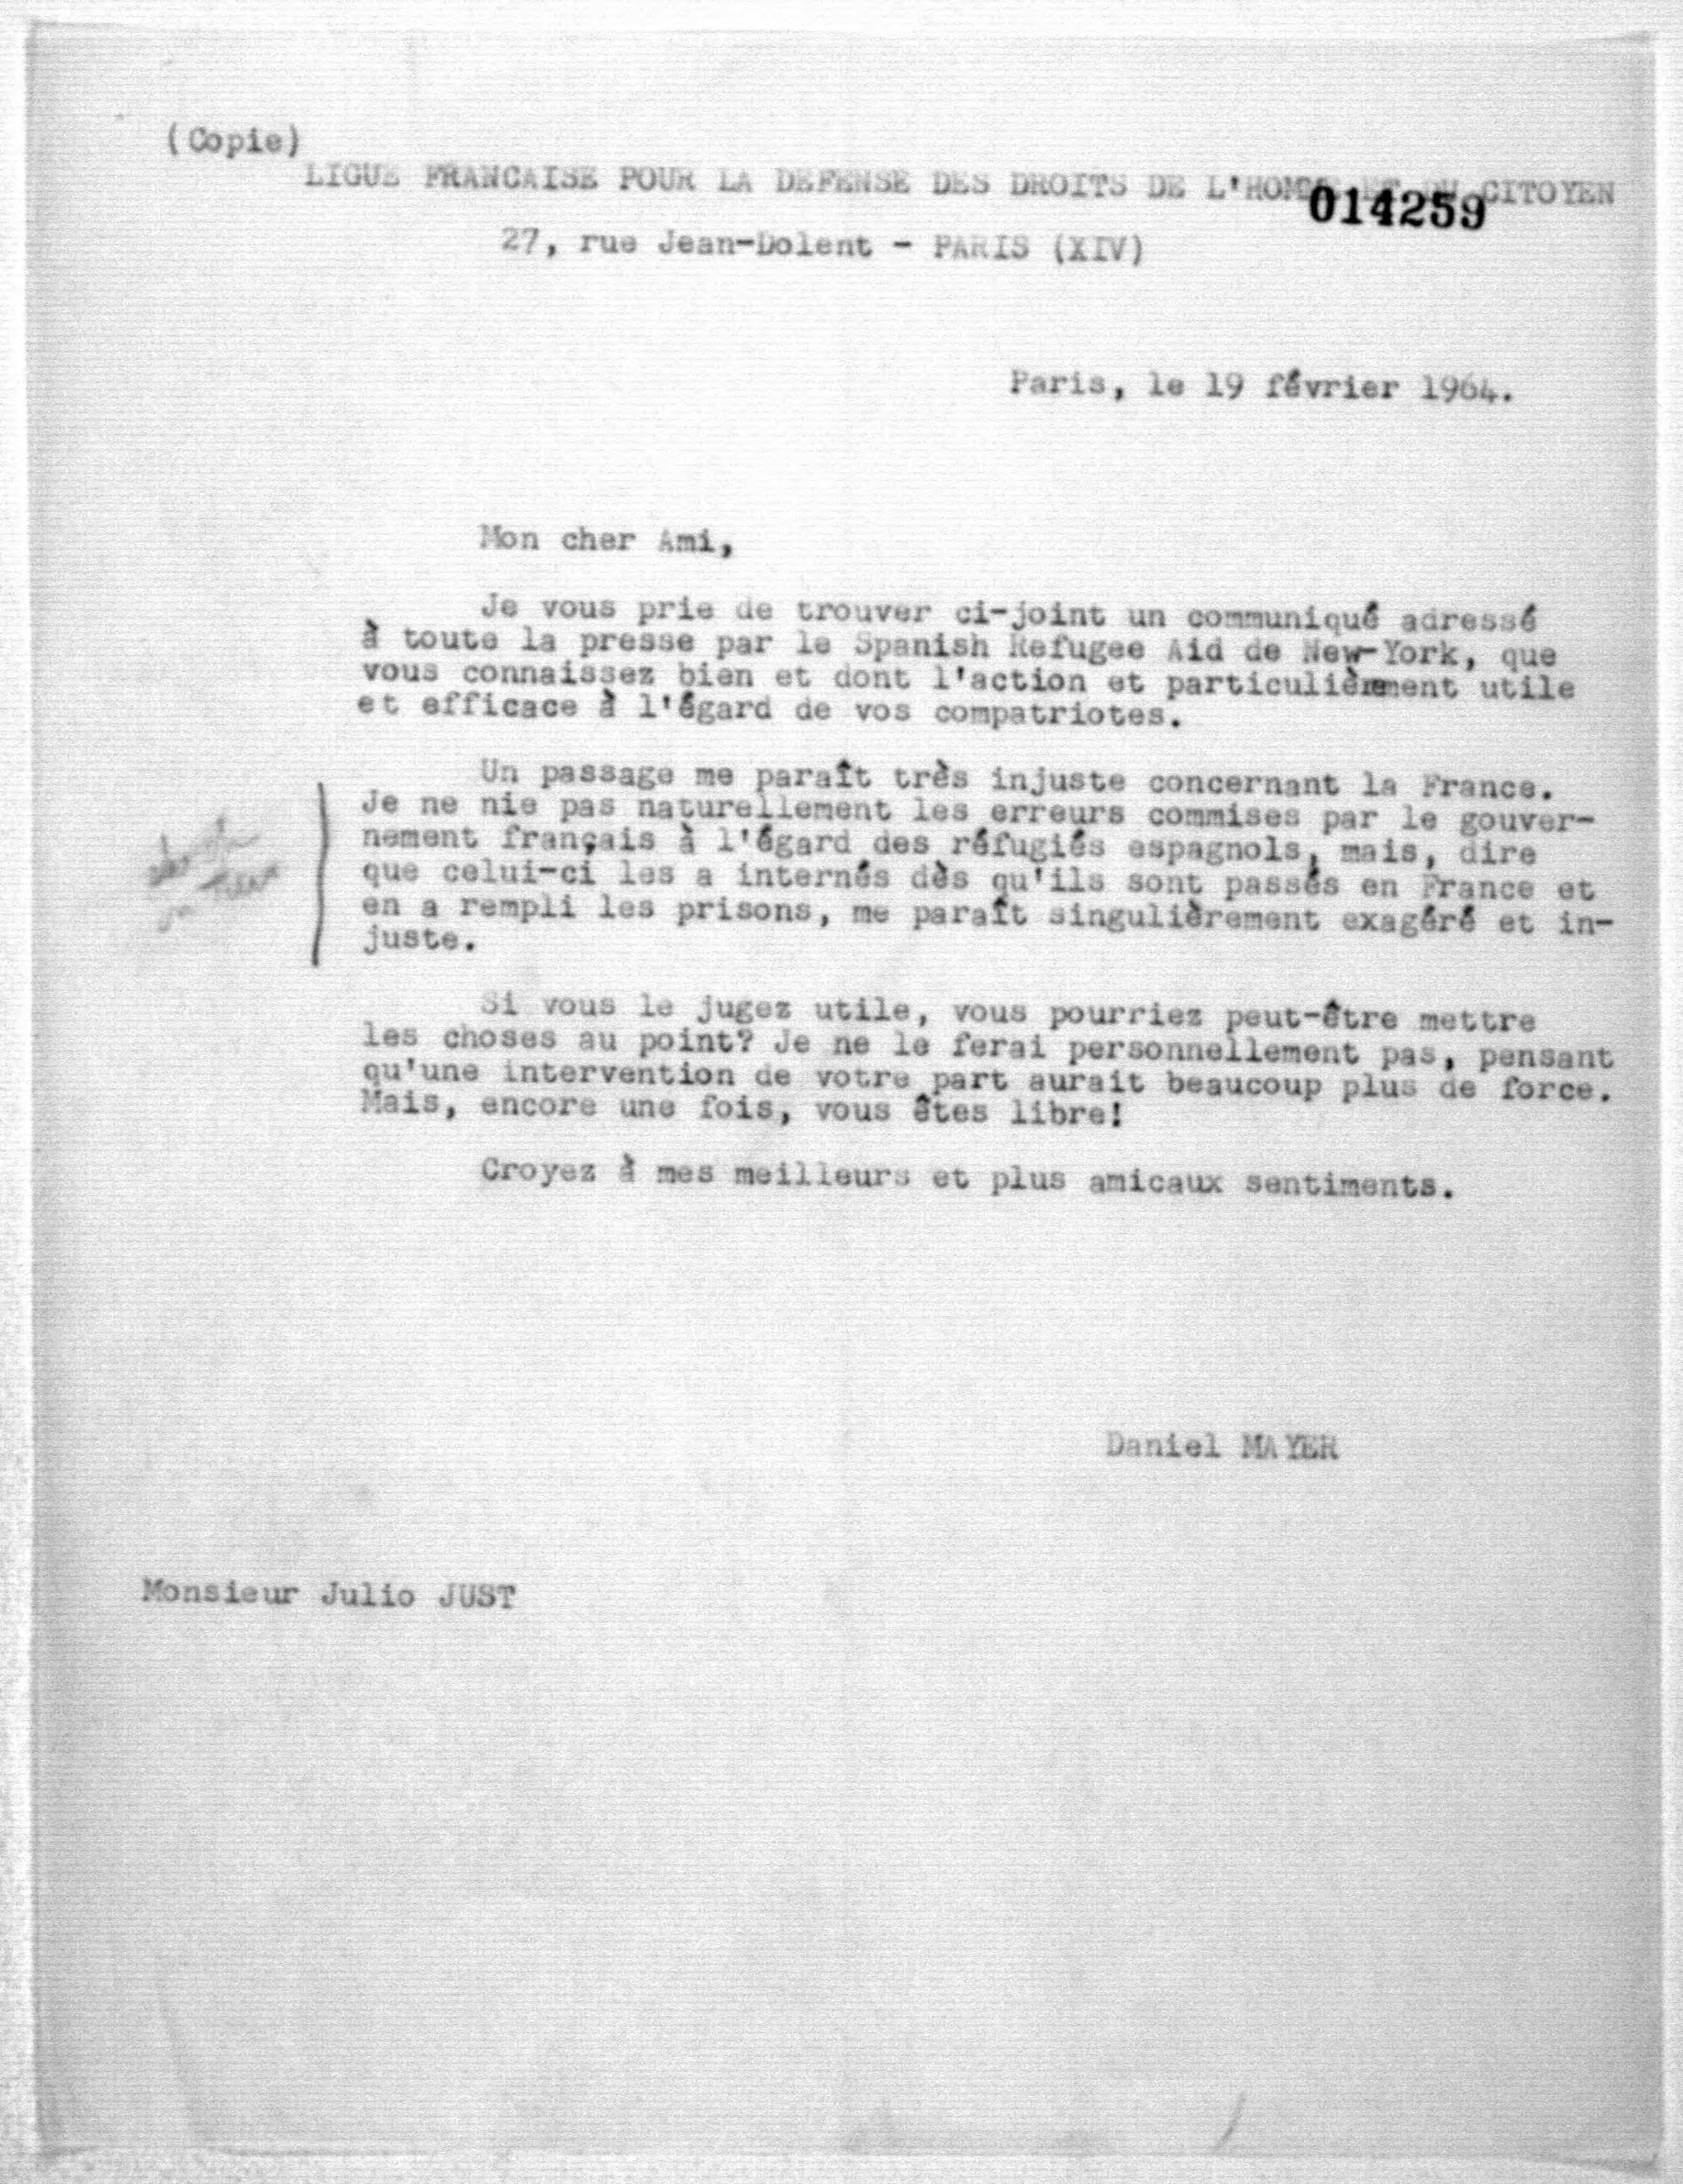 (Copie)
LIGUE FRANCAISE POUR LA DEFENSE DES DROITS DE L'HOMME ET DU CITOYEN
014259
27, rue Jean-Dolent - PARIS (XIV)
Paris, le 19 février 1964.
Mon cher Ami,
Je vous prie de trouver ci-joint un communiqué adressé
à toute la presse par le Spanish Refugee Aid de New-York, que
vous connaissez bien et dont l'action et particulièrement utile
et efficace à l'égard de vos compatriotes.
Un passage me paraît très injuste concernant la France.
Je ne nie pas naturellement les erreurs commises par le gouver-
nement français à l'égard des réfugiés espagnols, mais, dire
que celui-ci les a internés dès qu'ils sont passés en France et
en a rempli les prisons, me paraît singulièrement exagéré et in-
juste.
Si vous le jugez utile, vous pourriez peut-être mettre
les choses au point? Je ne le ferai personnellement pas, pensant
qu'une intervention de votre part aurait beaucoup plus de force.
Mais, encore une fois, vous êtes libre!
Croyez à mes meilleurs et plus amicaux sentiments.
Daniel MAYER
Monsieur Julio JUST